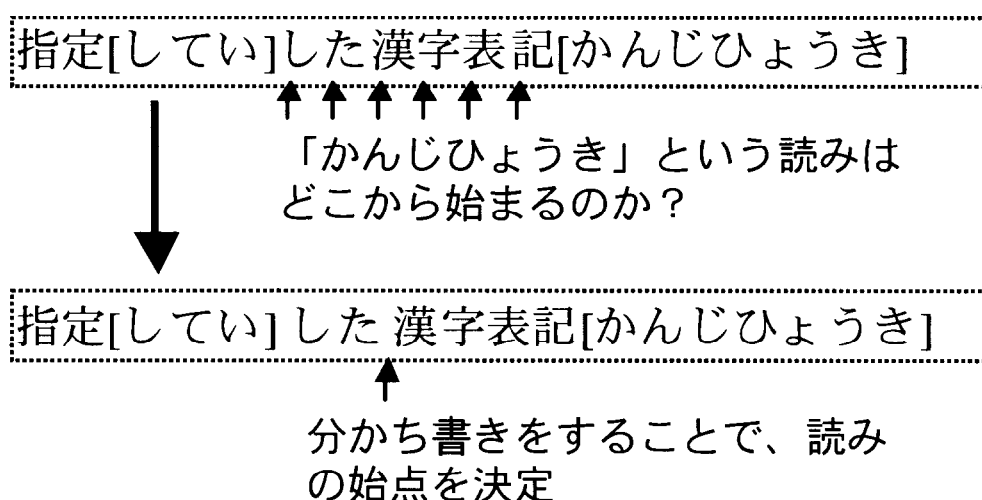 指定[してい]した漢字表記[かんじひょうき]
「かんじひょうき」という読みは
どこから始まるのか？
指定[してい] した 漢字表記[かんじひょうき]
分かち書きをすることで、読み
の始点を決定